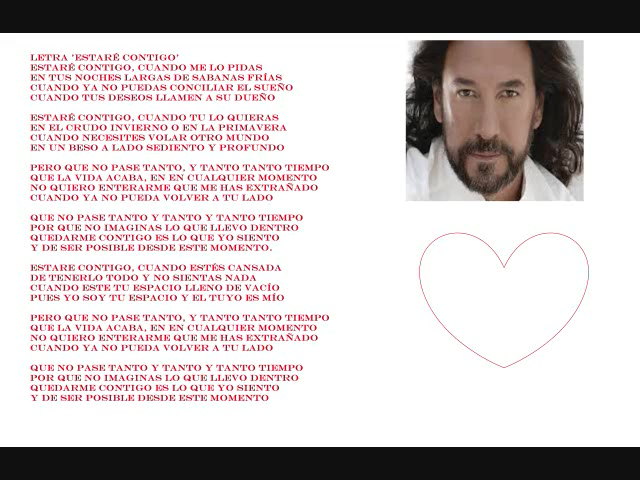 LETRA 'ESTARÉ CONTIGO'
ESTARÉ CONTIGO, CUANDO ME LO PIDAS
EN TUS NOCHES LARGAS DE SABANAS FRÍAS
CUANDO YA NO PUEDAS CONCILIAR EL SUEÑO
CUANDO TUS DESEOS LLAMEN A SU DUEÑO

ESTARÉ CONTIGO, CUANDO TU LO QUIERAS
EN EL CRUDO INVIERNO O EN LA PRIMAVERA
CUANDO NECESITES VOLAR OTRO MUNDO
EN UN BESO A LADO SEDIENTO Y PROFUNDO

PERO QUE NO PASE TANTO, Y TANTO TANTO TIEMPO
QUE LA VIDA ACABA, EN EN CUALQUIER MOMENTO
NO QUIERO ENTERARME QUE ME HAS EXTRAÑADO
CUANDO YA NO PUEDA VOLVER A TU LADO

QUE NO PASE TANTO Y TANTO Y TANTO TIEMPO
POR QUE NO IMAGINAS LO QUE LLEVO DENTRO
QUEDARME CONTIGO ES LO QUE YO SIENTO
Y DE SER POSIBLE DESDE ESTE MOMENTO.

ESTARÉ CONTIGO, CUANDO ESTÉS CANSADA
DE TENERLO TODO Y NO SIENTAS NADA
CUANDO ESTE TU ESPACIO LLENO DE VACÍO
PUES YO SOY TU ESPACIO Y EL TUYO ES MÍO

PERO QUE NO PASE TANTO, Y TANTO TANTO TIEMPO
QUE LA VIDA ACABA, EN EN CUALQUIER MOMENTO
NO QUIERO ENTERARME QUE ME HAS EXTRAÑADO
CUANDO YA NO PUEDA VOLVER A TU LADO

QUE NO PASE TANTO Y TANTO Y TANTO TIEMPO
POR QUE NO IMAGINAS LO QUE LLEVO DENTRO
QUEDARME CONTIGO ES LO QUE YO SIENTO
Y DE SER POSIBLE DESDE ESTE MOMENTO